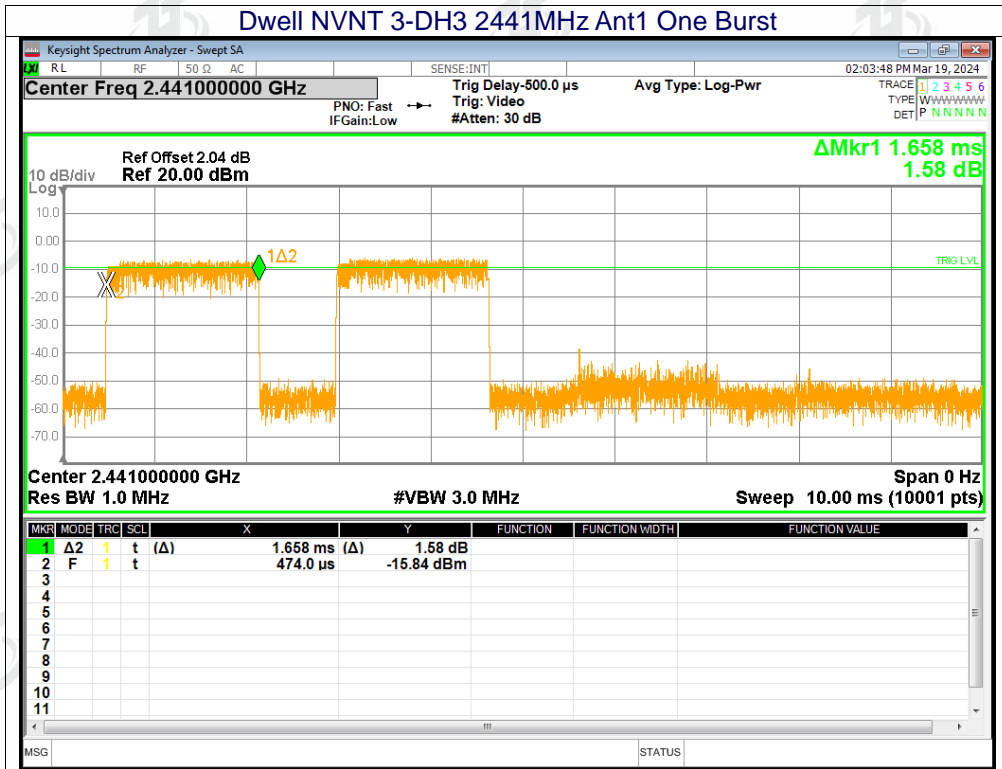 Dwell NVNT 3-DH3 2441MHz Ant1 One Burst
Keysight Spectrum Analyzer - Swept SA
LXI RL RF 50 Ω AC SENSE:INT 02:03:48 PM Mar 19, 2024
Center Freq 2.441000000 GHz
PNO: Fast
IFGain:Low
Trig Delay-500.0 µs
Trig: Video
#Atten: 30 dB
Avg Type: Log-Pwr
TRACE 1 2 3 4 5 6
TYPE WWWWWWW
DET P N N N N N
ΔMkr1 1.658 ms
1.58 dB
Ref Offset 2.04 dB
10 dB/div Ref 20.00 dBm
Log
10.0
0.00
-10.0
-20.0
-30.0
-40.0
-50.0
-60.0
-70.0
1Δ2
2
TRIG LVL
Center 2.441000000 GHz Span 0 Hz
Res BW 1.0 MHz #VBW 3.0 MHz Sweep 10.00 ms (10001 pts)
MKR MODE TRC SCL X Y FUNCTION FUNCTION WIDTH FUNCTION VALUE
1 Δ2 1 t (Δ) 1.658 ms (Δ) 1.58 dB
2 F 1 t 474.0 µs -15.84 dBm
3
4
5
6
7
8
9
10
11
MSG STATUS